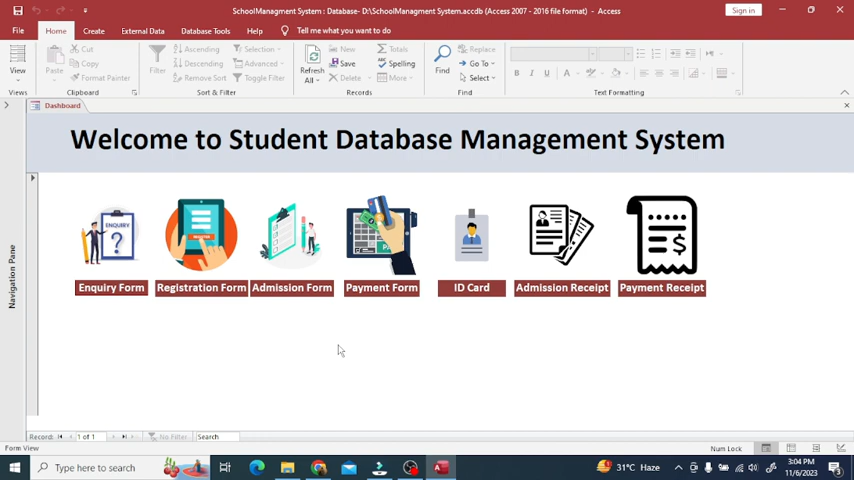 SchoolManagment System : Database- D:\SchoolManagment System.accdb (Access 2007 - 2016 file format) - Access
Sign in
File
Home
Create
External Data
Database Tools
Help
Tell me what you want to do
View
Views
Paste
Cut
Copy
Format Painter
Clipboard
Filter
Ascending
Descending
Remove Sort
Selection
Advanced
Toggle Filter
Sort & Filter
Refresh
All
New
Save
Delete
Totals
Spelling
More
Records
Find
Replace
Go To
Select
Find
B I U A
Text Formatting
Dashboard
Welcome to Student Database Management System
Navigation Pane
ENQUIRY
?
$
Enquiry Form
Registration Form
Admission Form
Payment Form
ID Card
Admission Receipt
Payment Receipt
Record:
1 of 1
No Filter
Search
Form View
Num Lock
Type here to search
31°C Haze
3:04 PM
11/6/2023
3